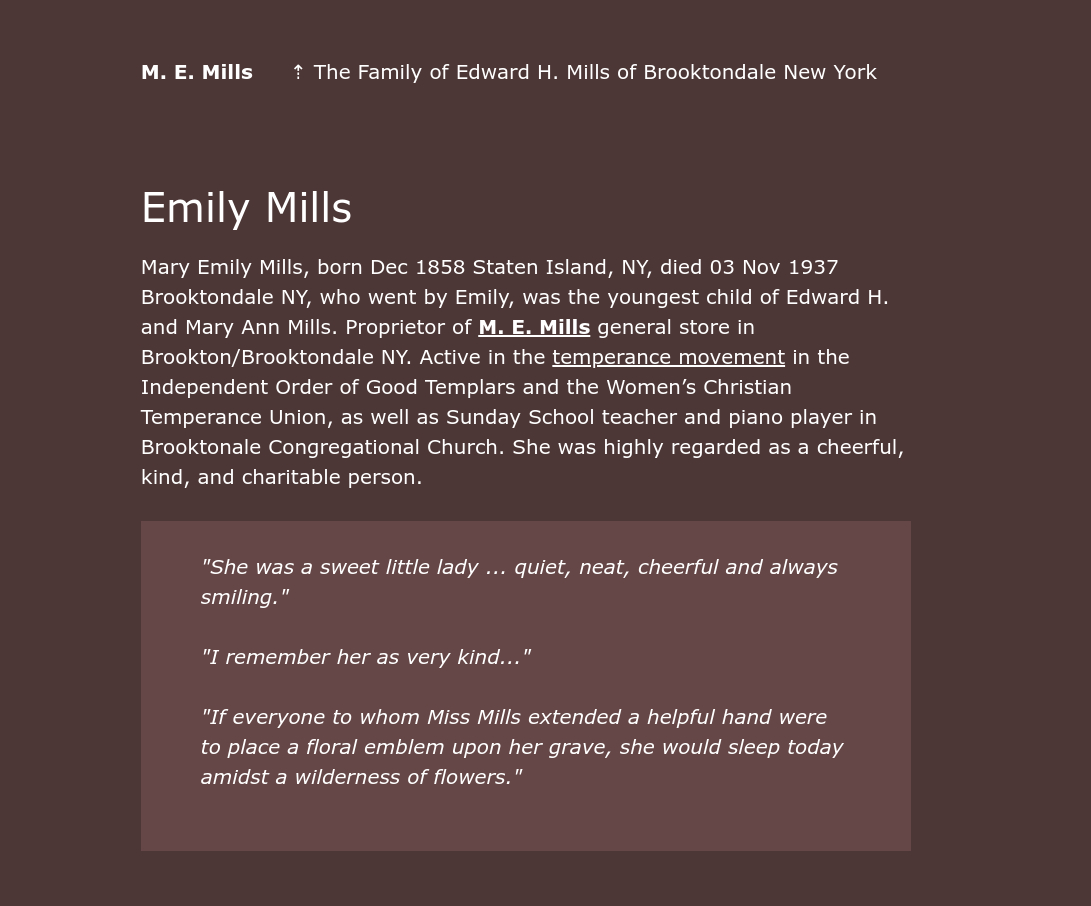 M. E. Mills ⇡ The Family of Edward H. Mills of Brooktondale New York
Emily Mills
Mary Emily Mills, born Dec 1858 Staten Island, NY, died 03 Nov 1937
Brooktondale NY, who went by Emily, was the youngest child of Edward H.
and Mary Ann Mills. Proprietor of M. E. Mills general store in
Brookton/Brooktondale NY. Active in the temperance movement in the
Independent Order of Good Templars and the Women’s Christian
Temperance Union, as well as Sunday School teacher and piano player in
Brooktonale Congregational Church. She was highly regarded as a cheerful,
kind, and charitable person.
"She was a sweet little lady ... quiet, neat, cheerful and always
smiling."
"I remember her as very kind..."
"If everyone to whom Miss Mills extended a helpful hand were
to place a floral emblem upon her grave, she would sleep today
amidst a wilderness of flowers."